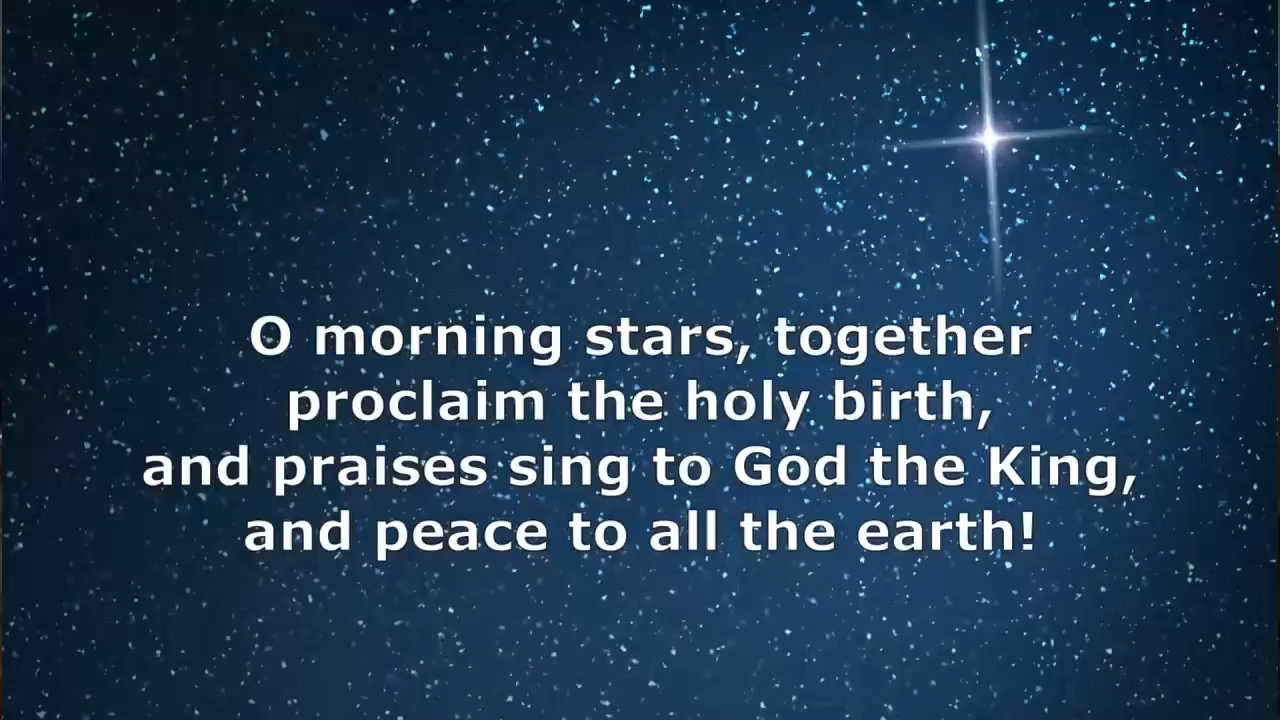 O morning stars, together
proclaim the holy birth,
and praises sing to God the King,
and peace to all the earth!